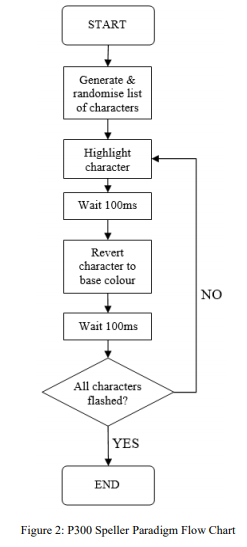 START
Generate &
randomise list
of characters
Highlight
character
Wait 100ms
Revert
character to
base colour
Wait 100ms
NO
All characters
flashed?
YES
END
Figure 2: P300 Speller Paradigm Flow Chart